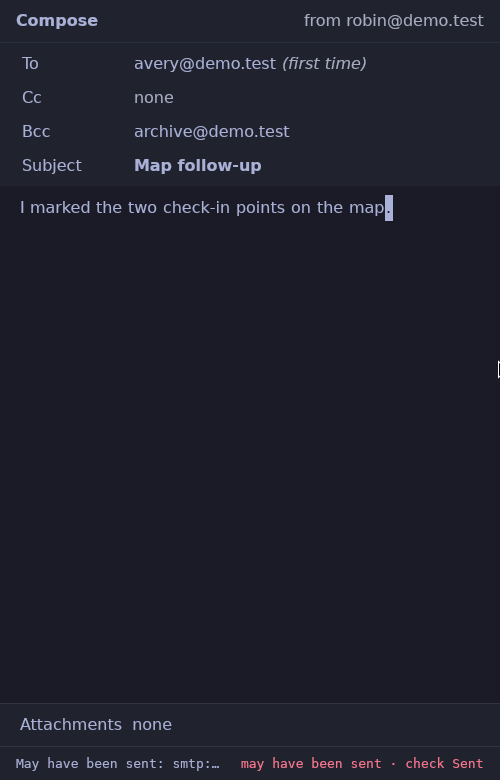 Compose from robin@demo.test
To avery@demo.test (first time)
Cc none
Bcc archive@demo.test
Subject Map follow-up
I marked the two check-in points on the map.
Attachments none
May have been sent: smtp:… may have been sent · check Sent